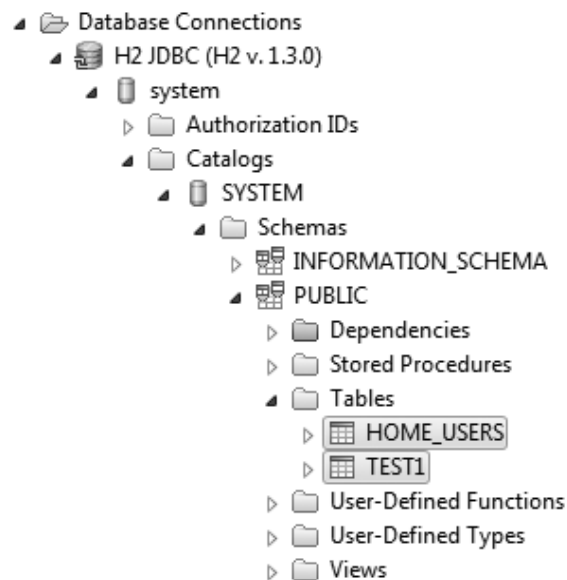 Database Connections
H2 JDBC (H2 v. 1.3.0)
system
Authorization IDs
Catalogs
SYSTEM
Schemas
INFORMATION_SCHEMA
PUBLIC
Dependencies
Stored Procedures
Tables
HOME_USERS
TEST1
User-Defined Functions
User-Defined Types
Views